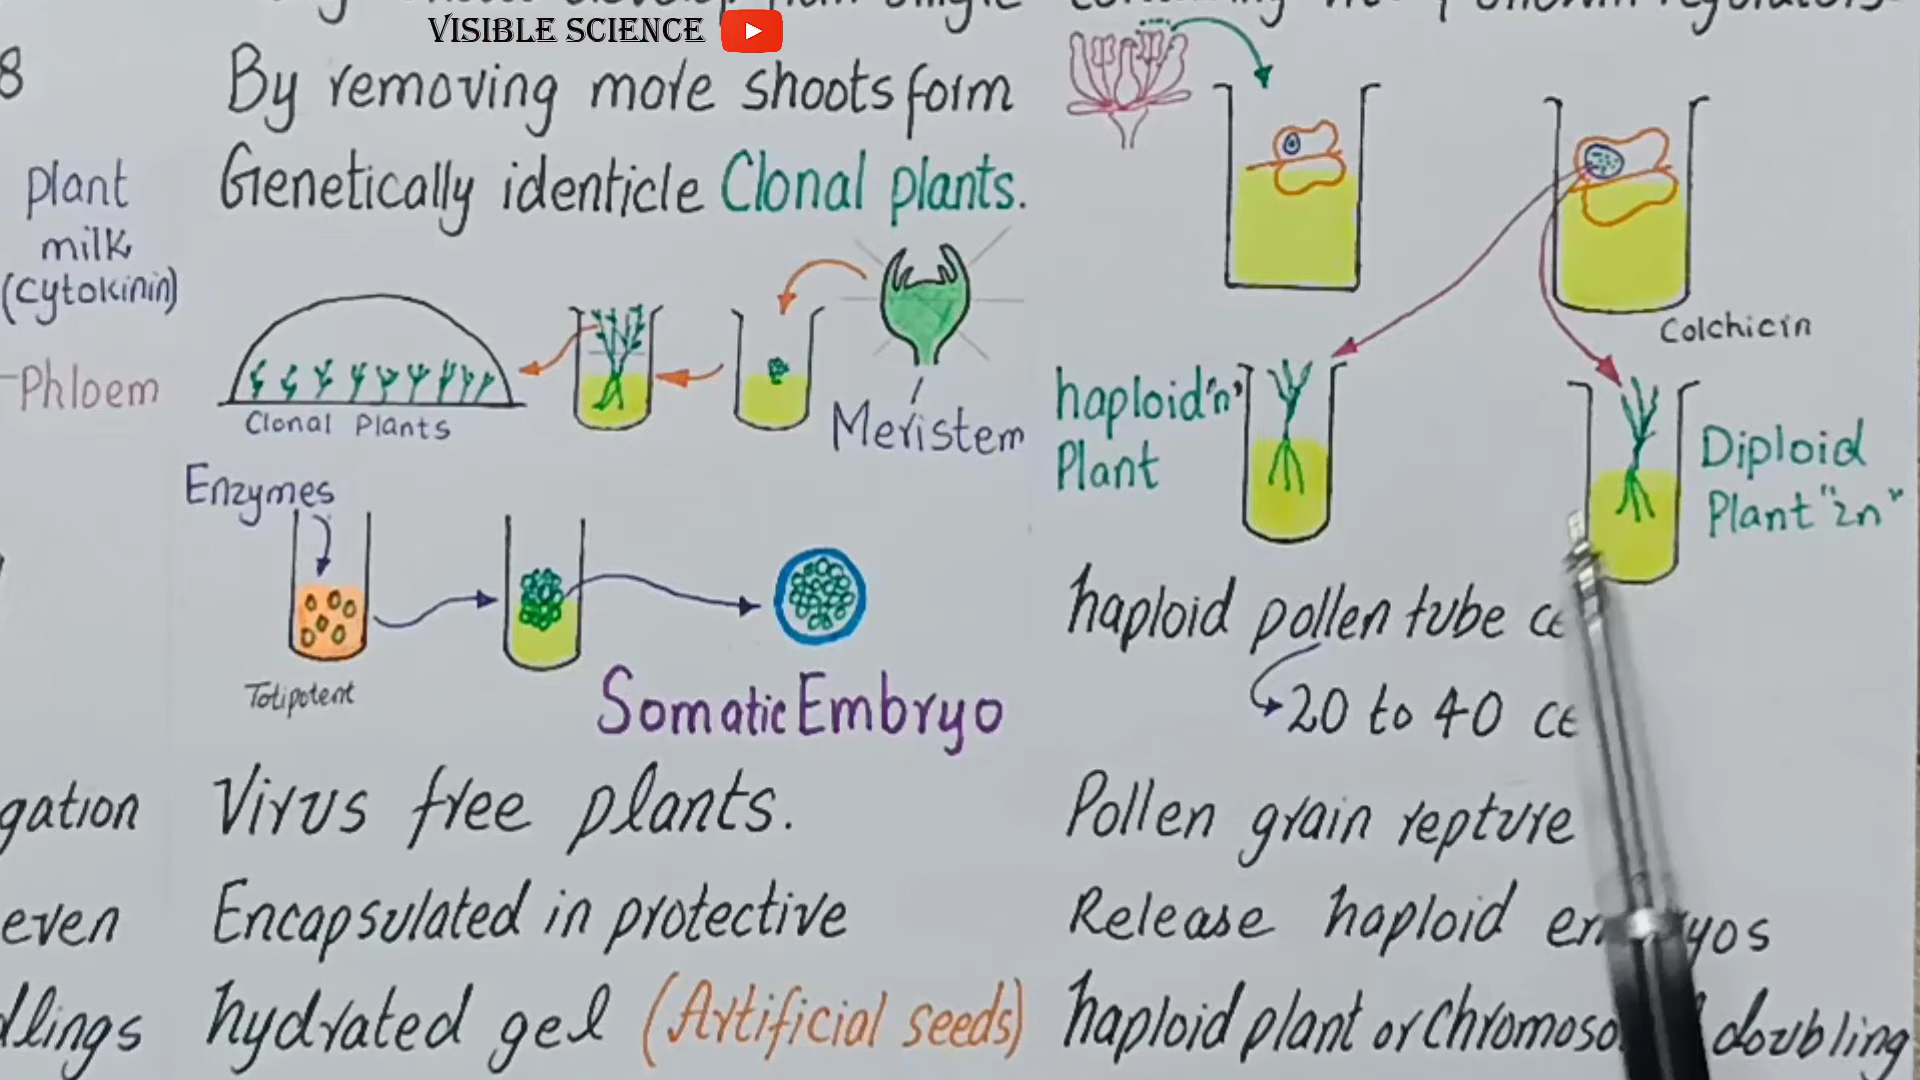 VISIBLE SCIENCE
8
plant
milk
(Cytokinin)
Phloem
gation
even
dlings
By removing more shoots form
Genetically identicle Clonal plants.
Clonal Plants
Meristem
Enzymes
Totipotent
Somatic Embryo
Virus free plants.
Encapsulated in protective
hydrated gel (Artificial seeds)
Colchicin
haploid "n"
Plant
Diploid
Plant "2n"
haploid pollen tube
20 to 40
Pollen grain repture
Release haploid
haploid plant or doubling